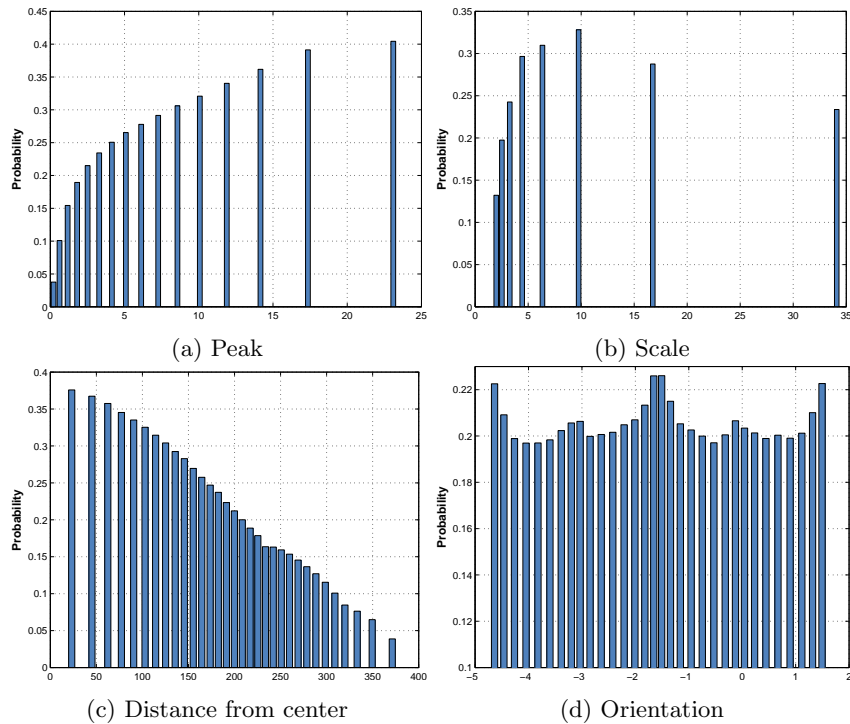 0.45
0.4
0.35
0.3
0.25
0.2
0.15
0.1
0.05
0
Probability
0 5 10 15 20 25
(a) Peak
0.35
0.3
0.25
0.2
0.15
0.1
0.05
0
Probability
0 5 10 15 20 25 30 35
(b) Scale
0.4
0.35
0.3
0.25
0.2
0.15
0.1
0.05
0
Probability
0 50 100 150 200 250 300 350 400
(c) Distance from center
0.22
0.2
0.18
0.16
0.14
0.12
0.1
Probability
−5 −4 −3 −2 −1 0 1 2
(d) Orientation